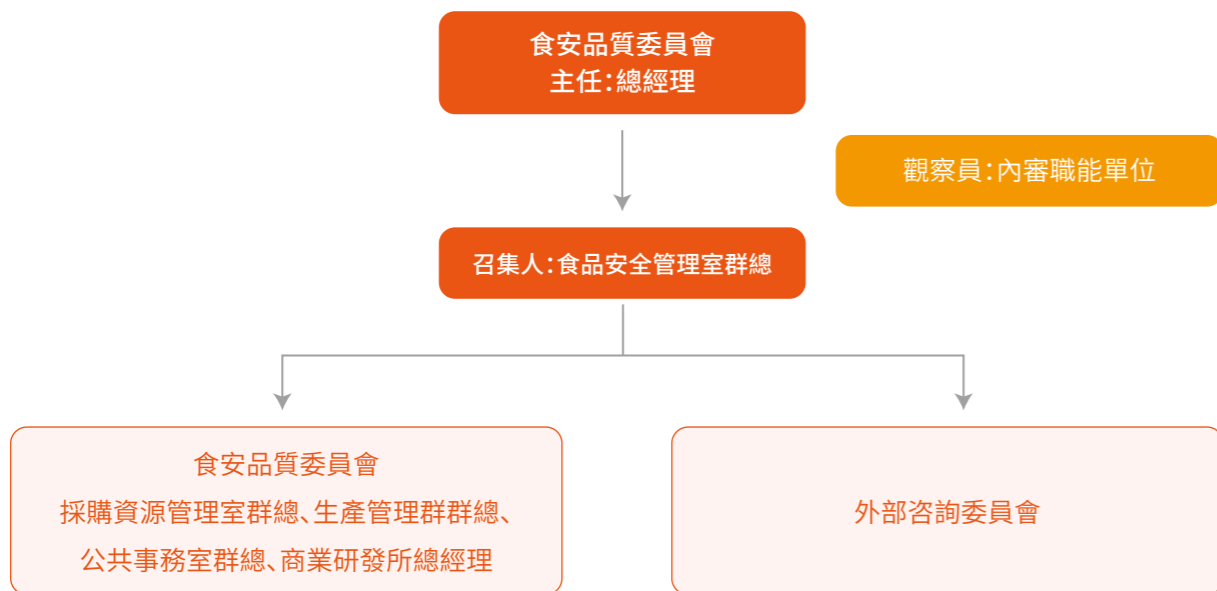 食安品質委員會
主任：總經理
觀察員：內審職能單位
召集人：食品安全管理室群總
食安品質委員會
採購資源管理室群總、生產管理群群總、
公共事務室群總、商業研發所總經理
外部咨詢委員會